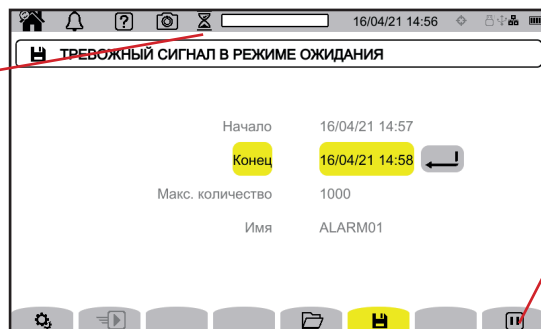 16/04/21 14:56
ТРЕВОЖНЫЙ СИГНАЛ В РЕЖИМЕ ОЖИДАНИЯ
Начало 16/04/21 14:57
Конец 16/04/21 14:58
Макс. количество 1000
Имя ALARM01